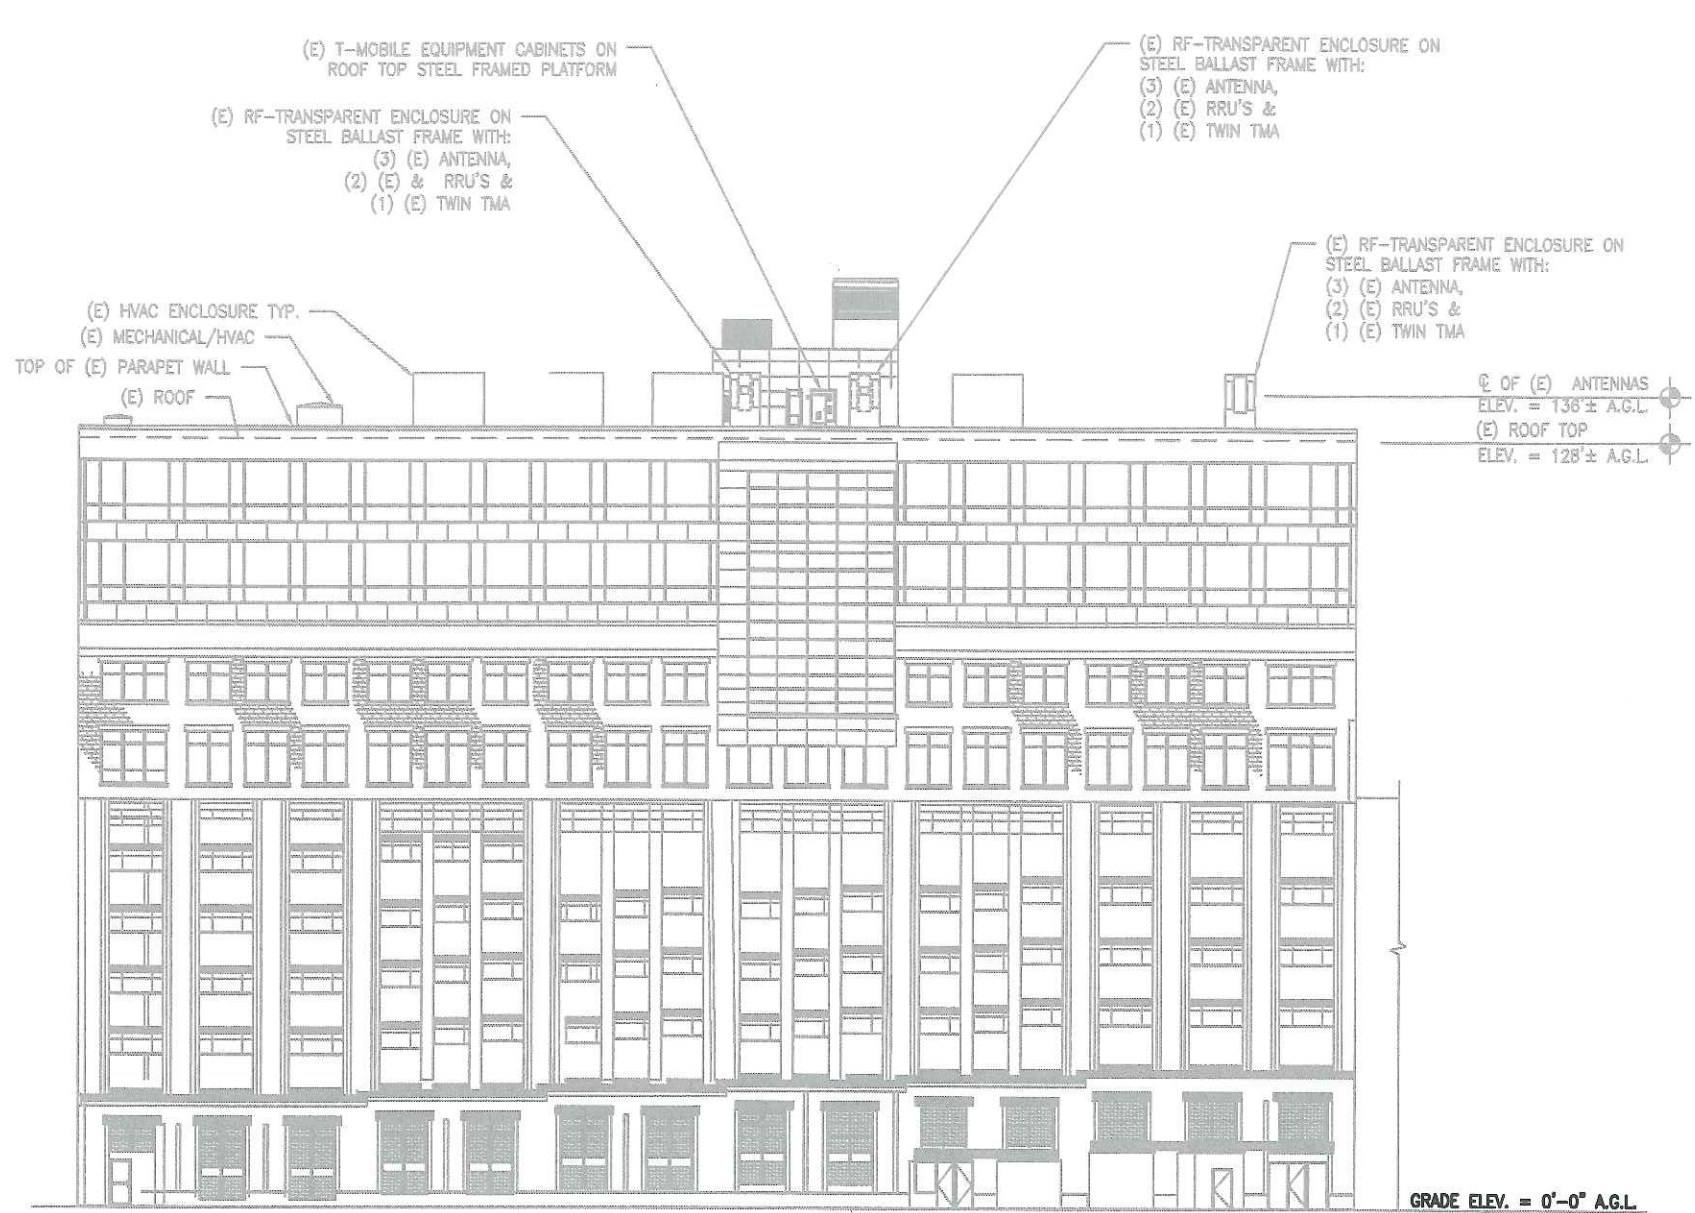 (E) T-MOBILE EQUIPMENT CABINETS ON
ROOF TOP STEEL FRAMED PLATFORM
(E) RF-TRANSPARENT ENCLOSURE ON
STEEL BALLAST FRAME WITH:
(3) (E) ANTENNA,
(2) (E) RRU'S &
(1) (E) TWIN TMA
(E) RF-TRANSPARENT ENCLOSURE ON
STEEL BALLAST FRAME WITH:
(3) (E) ANTENNA,
(2) (E) & RRU'S &
(1) (E) TWIN TMA
(E) RF-TRANSPARENT ENCLOSURE ON
STEEL BALLAST FRAME WITH:
(3) (E) ANTENNA,
(2) (E) RRU'S &
(1) (E) TWIN TMA
(E) HVAC ENCLOSURE TYP.
(E) MECHANICAL/HVAC
TOP OF (E) PARAPET WALL
(E) ROOF
℄ OF (E) ANTENNAS
ELEV. = 136'± A.G.L.
(E) ROOF TOP
ELEV. = 128'± A.G.L.
GRADE ELEV. = 0'-0" A.G.L.